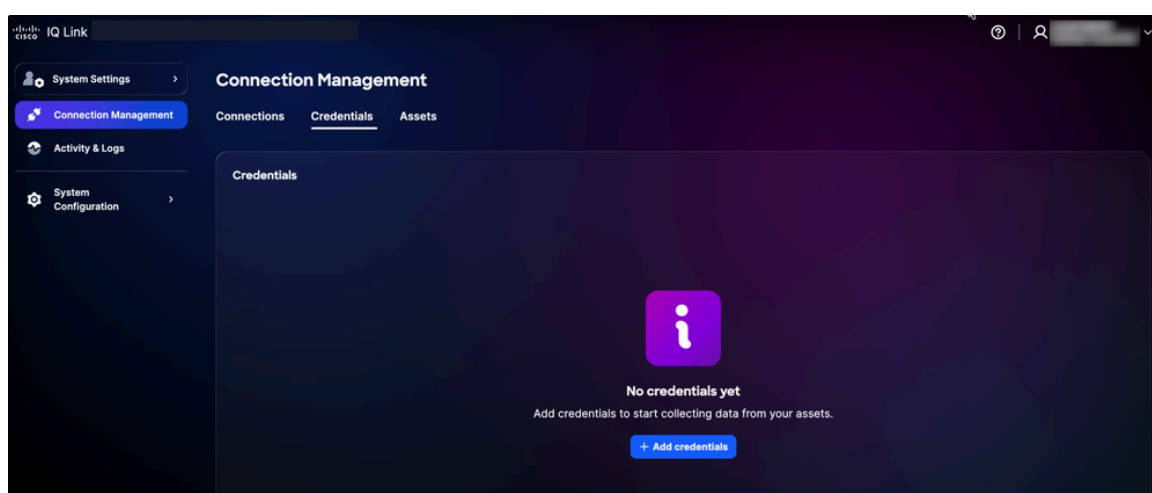 CISCO IQ Link
System Settings
Connection Management
Activity & Logs
System
Configuration
Connection Management
Connections Credentials Assets
Credentials
No credentials yet
Add credentials to start collecting data from your assets.
+ Add credentials